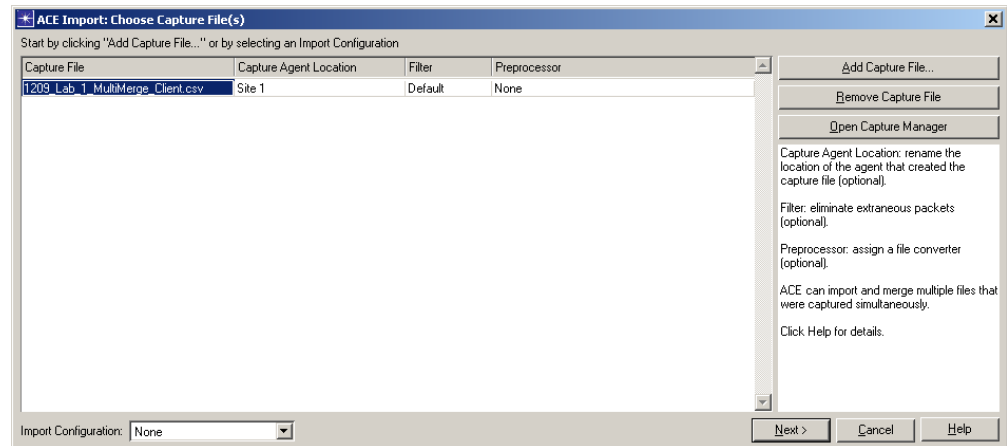 ACE Import: Choose Capture File(s)
Start by clicking "Add Capture File..." or by selecting an Import Configuration
Capture File Capture Agent Location Filter Preprocessor
1209_Lab_1_MultiMerge_Client.csv Site 1 Default None
Add Capture File...
Remove Capture File
Open Capture Manager
Capture Agent Location: rename the
location of the agent that created the
capture file (optional).
Filter: eliminate extraneous packets
(optional).
Preprocessor: assign a file converter
(optional).
ACE can import and merge multiple files that
were captured simultaneously.
Click Help for details.
Import Configuration: None
Next > Cancel Help